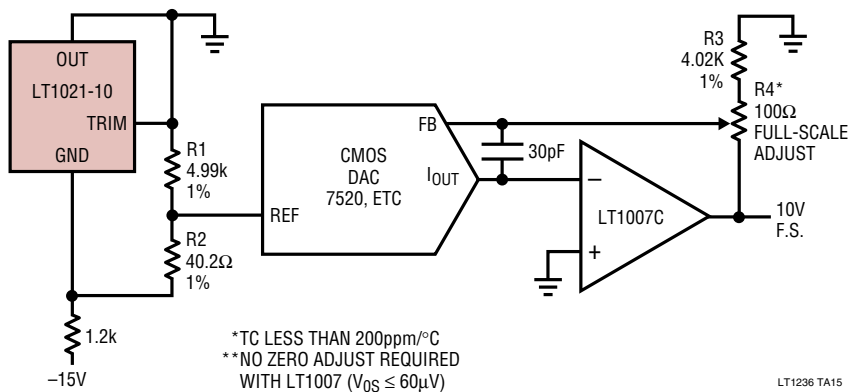 OUT
LT1021-10
TRIM
GND
R1
4.99k
1%
R2
40.2Ω
1%
1.2k
–15V
REF
CMOS
DAC
7520, ETC
FB
IOUT
30pF
–
+
LT1007C
R3
4.02K
1%
R4*
100Ω
FULL-SCALE
ADJUST
10V
F.S.
*TC LESS THAN 200ppm/°C
**NO ZERO ADJUST REQUIRED
WITH LT1007 (V0S ≤ 60µV)
LT1236 TA15